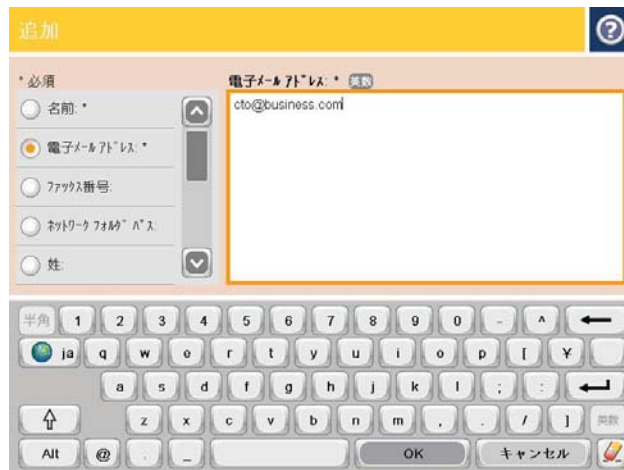 追加
* 必須
名前: *
電子ﾒｰﾙ ｱﾄﾞﾚｽ: *
ﾌｧｯｸｽ番号:
ﾈｯﾄﾜｰｸ ﾌｫﾙﾀﾞ ﾊﾟｽ:
姓:
電子ﾒｰﾙ ｱﾄﾞﾚｽ: * 英数
cto@business.com
半角 1 2 3 4 5 6 7 8 9 0 - ^
ja q w e r t y u i o p [ ¥
a s d f g h j k l ; :
z x c v b n m , . / ] 英数
Alt @ . _ OK キャンセル